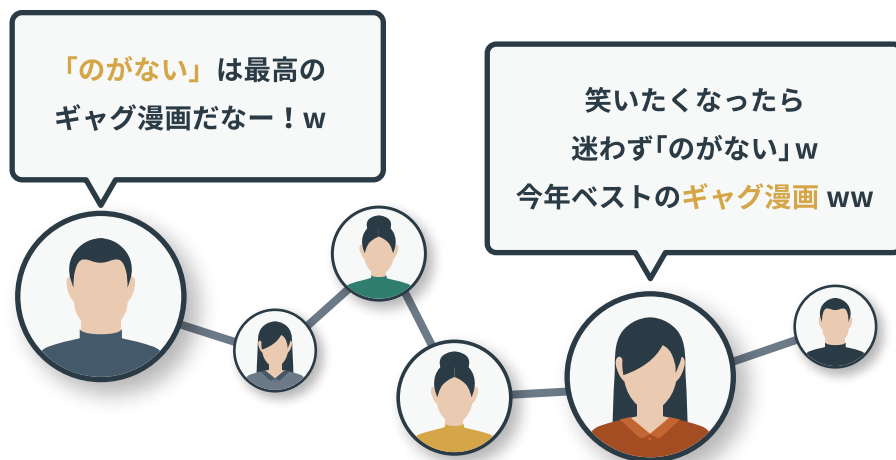 「のがない」は最高の
ギャグ漫画だなー！w
笑いたくなったら
迷わず「のがない」w
今年ベストのギャグ漫画 ww